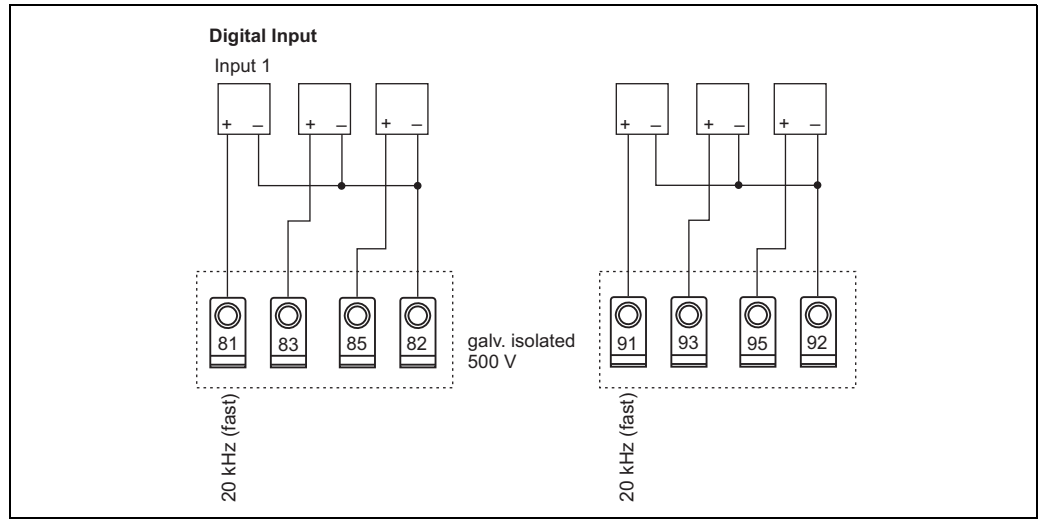 Digital Input
Input 1
+ – + – + –
+ – + – + –
81 83 85 82
galv. isolated
500 V
91 93 95 92
20 kHz (fast)
20 kHz (fast)